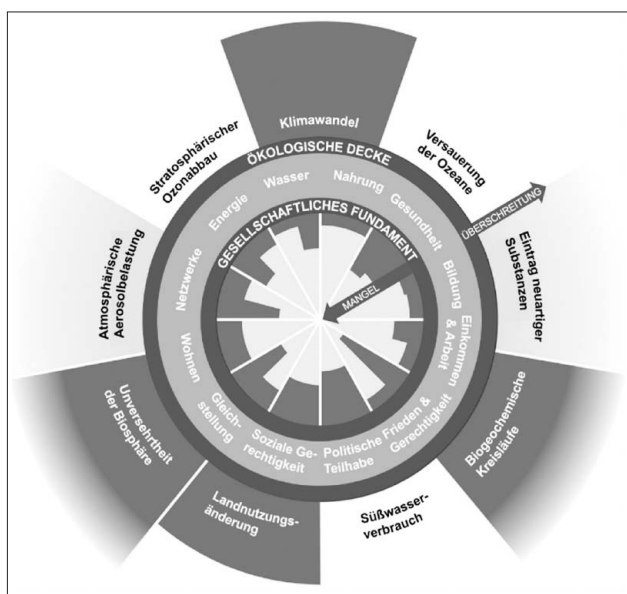 Klimawandel
Stratosphärischer
Ozonabbau
Versauerung
der Ozeane
ÖKOLOGISCHE DECKE
ÜBERSCHREITUNG
Energie
Wasser
Nahrung
Gesundheit
GESELLSCHAFTLICHES FUNDAMENT
Atmosphärische
Aerosolbelastung
Netzwerke
Bildung
Eintrag neuartiger
Substanzen
MANGEL
Wohnen
Einkommen
& Arbeit
Unversehrtheit
der Biosphäre
Gleich-
stellung
Soziale Ge-
rechtigkeit
Politische
Teilhabe
Frieden &
Gerechtigkeit
Biogeochemische
Kreisläufe
Landnutzungs-
änderung
Süßwasser-
verbrauch